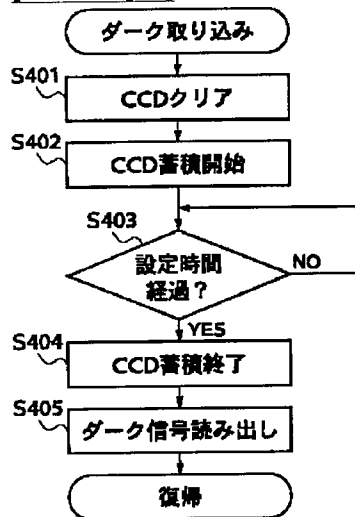 ダーク取り込み
S401
CCDクリア
S402
CCD蓄積開始
S403
設定時間
経過？
NO
YES
S404
CCD蓄積終了
S405
ダーク信号読み出し
復帰